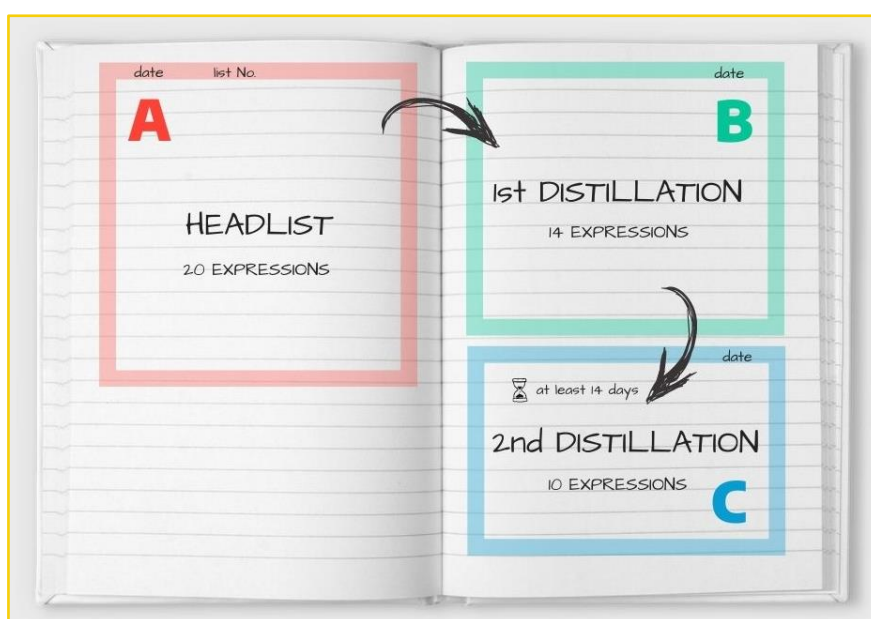 date list No.
A
HEADLIST
20 EXPRESSIONS
date
B
1st DISTILLATION
14 EXPRESSIONS
date
at least 14 days
2nd DISTILLATION
10 EXPRESSIONS
C